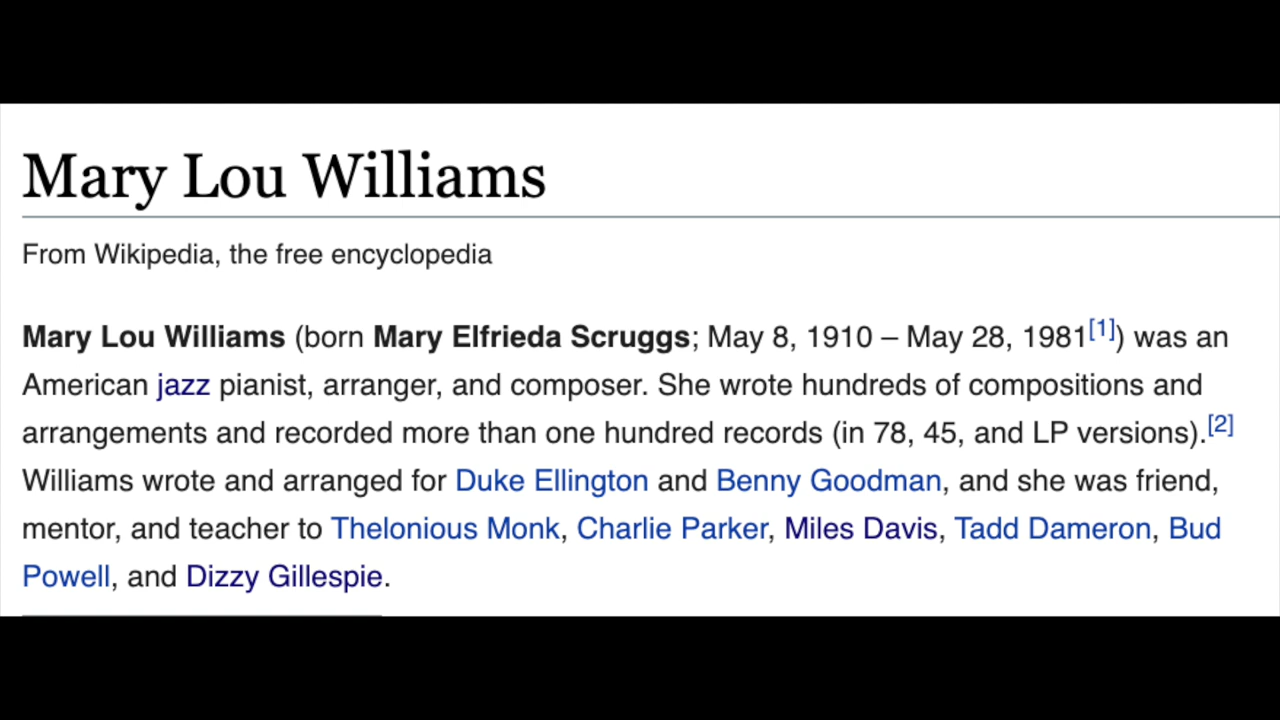 Mary Lou Williams
From Wikipedia, the free encyclopedia
Mary Lou Williams (born Mary Elfrieda Scruggs; May 8, 1910 – May 28, 1981[1]) was an
American jazz pianist, arranger, and composer. She wrote hundreds of compositions and
arrangements and recorded more than one hundred records (in 78, 45, and LP versions).[2]
Williams wrote and arranged for Duke Ellington and Benny Goodman, and she was friend,
mentor, and teacher to Thelonious Monk, Charlie Parker, Miles Davis, Tadd Dameron, Bud
Powell, and Dizzy Gillespie.